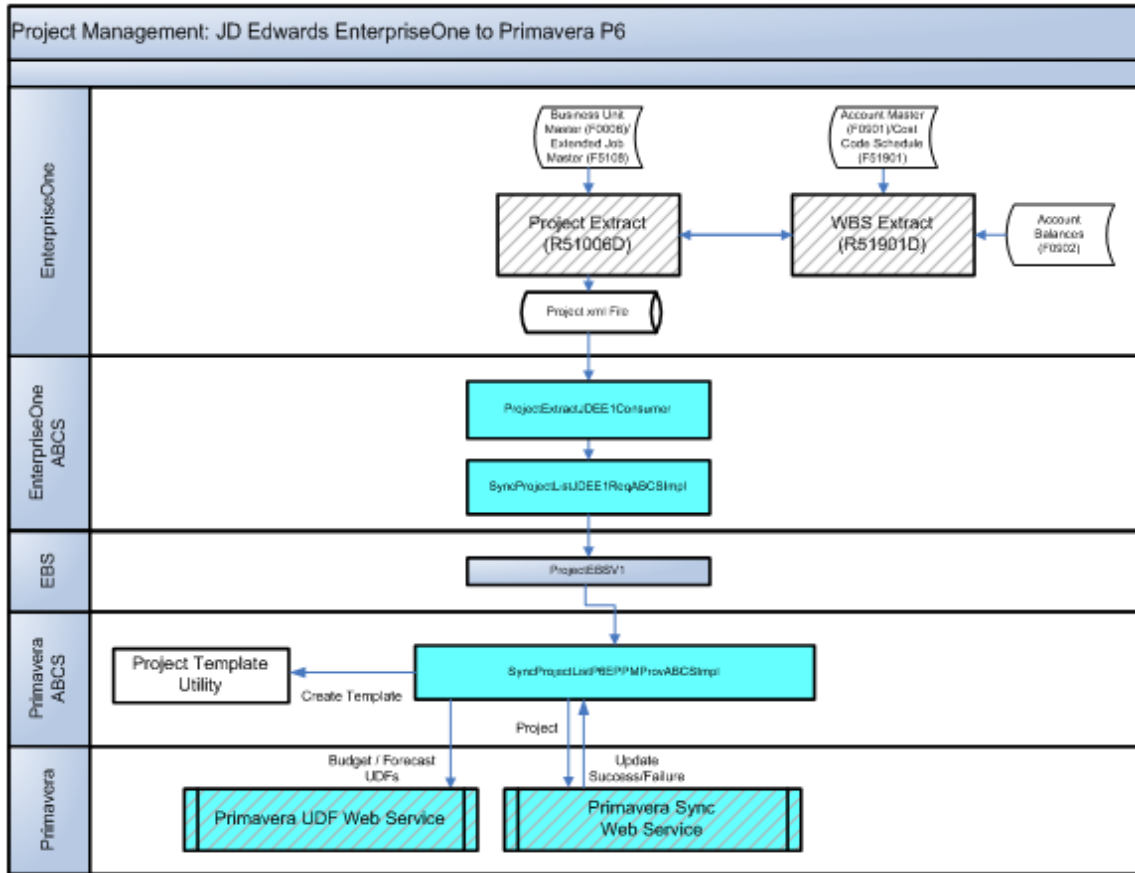 Project Management: JD Edwards EnterpriseOne to Primavera P6
EnterpriseOne
Business Unit
Master (F0006)/
Extended Job
Master (F5108)
Account Master
(F0901)/Cost
Code Schedule
(F51901)
Project Extract
(R51006D)
WBS Extract
(R51901D)
Account
Balances
(F0902)
Project xml File
EnterpriseOne
ABCS
ProjectExtractJDEE1Consumer
SyncProjectListJDEE1ReqABCSImpl
EBS
ProjectEBSV1
Primavera
ABCS
Project Template
Utility
Create Template
SyncProjectListP6EPPMProvABCSImpl
Project
Primavera
Budget / Forecast
UDFs
Update
Success/Failure
Primavera UDF Web Service
Primavera Sync
Web Service